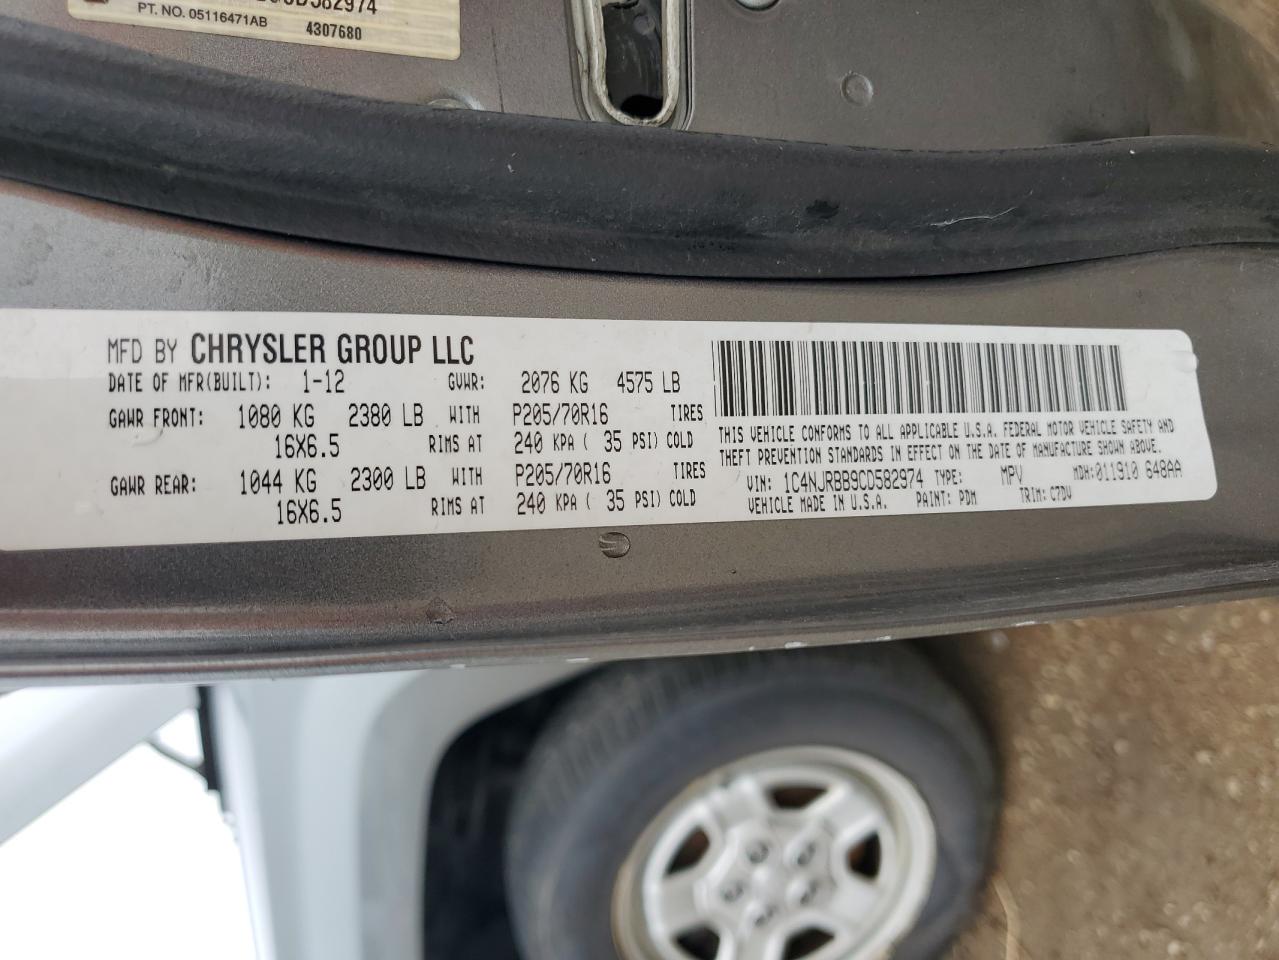 D582974
PT. NO. 05116471AB
4307680
MFD BY CHRYSLER GROUP LLC
DATE OF MFR(BUILT): 1-12 GVWR: 2076 KG 4575 LB
GAWR FRONT: 1080 KG 2380 LB WITH P205/70R16 TIRES
16X6.5 RIMS AT 240 KPA ( 35 PSI) COLD
GAWR REAR: 1044 KG 2300 LB WITH P205/70R16 TIRES
16X6.5 RIMS AT 240 KPA ( 35 PSI) COLD
THIS VEHICLE CONFORMS TO ALL APPLICABLE U.S.A. FEDERAL MOTOR VEHICLE SAFETY AND
THEFT PREVENTION STANDARDS IN EFFECT ON THE DATE OF MANUFACTURE SHOWN ABOVE.
VIN: 1C4NJRBB9CD582974 TYPE: MPV MDH:011910 648AA
VEHICLE MADE IN U.S.A. PAINT: PDM TRIM: C7DV